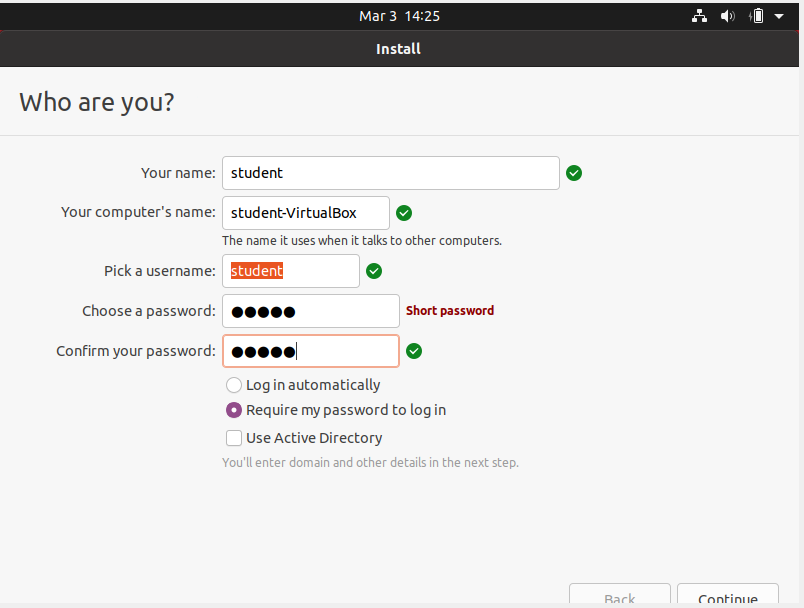 Mar 3 14:25
Install
Who are you?
Your name: student
Your computer's name: student-VirtualBox
The name it uses when it talks to other computers.
Pick a username: student
Choose a password: ●●●●● Short password
Confirm your password: ●●●●●
Log in automatically
Require my password to log in
Use Active Directory
You'll enter domain and other details in the next step.
Back Continue